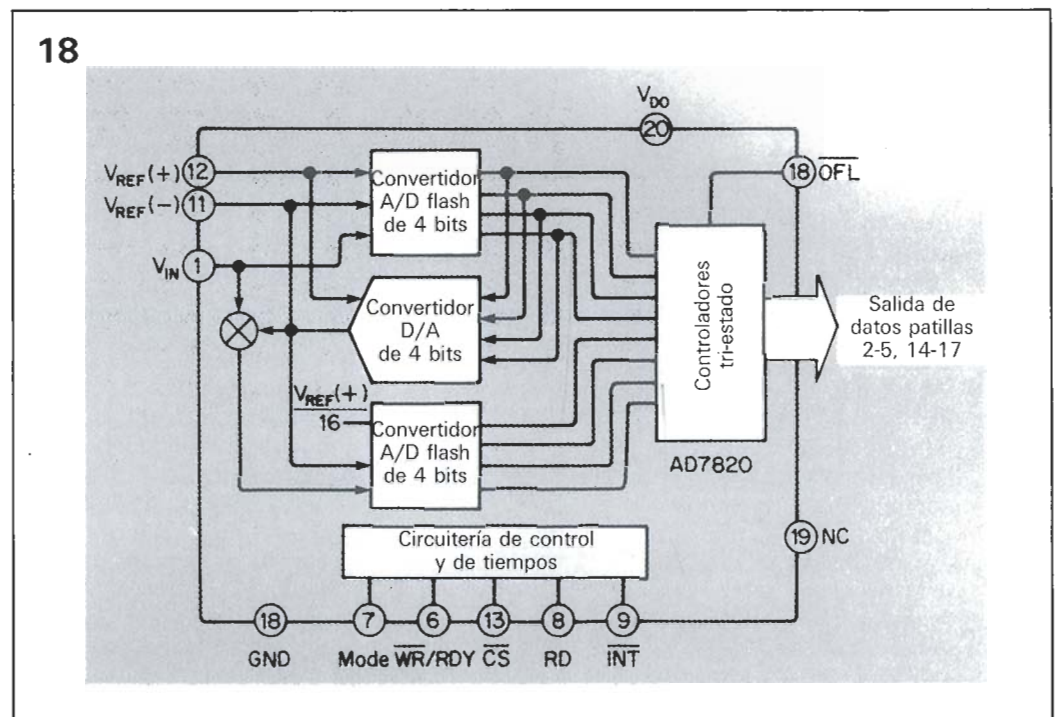 18
V_DO
20
V_REF(+) 12
V_REF(-) 11
V_IN 1
Convertidor
A/D flash
de 4 bits
18 OFL
Convertidor
D/A
de 4 bits
Controladores
tri-estado
Salida de
datos patillas
2-5, 14-17
V_REF(+)
16
Convertidor
A/D flash
de 4 bits
AD7820
19 NC
Circuitería de control
y de tiempos
18 7 6 13 8 9
GND Mode WR/RDY CS RD INT